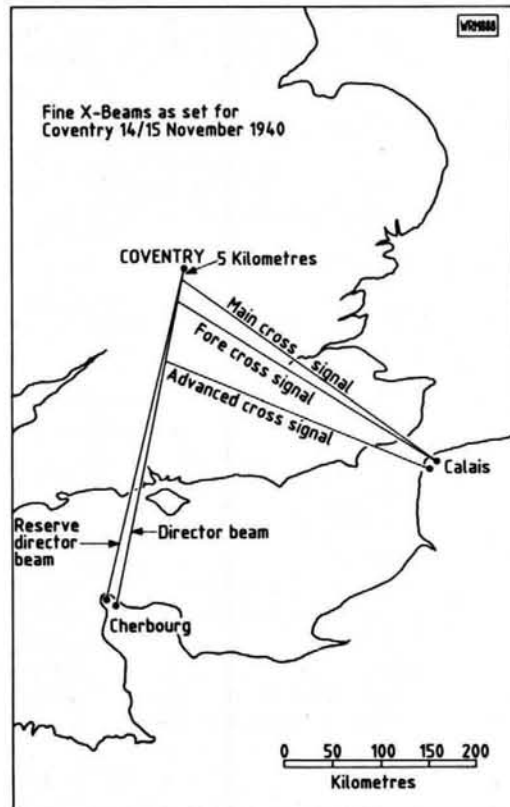 WRM888
Fine X-Beams as set for
Coventry 14/15 November 1940
COVENTRY
5 Kilometres
Main cross signal
Fore cross signal
Advanced cross signal
Calais
Reserve
director
beam
Director beam
Cherbourg
0 50 100 150 200
Kilometres